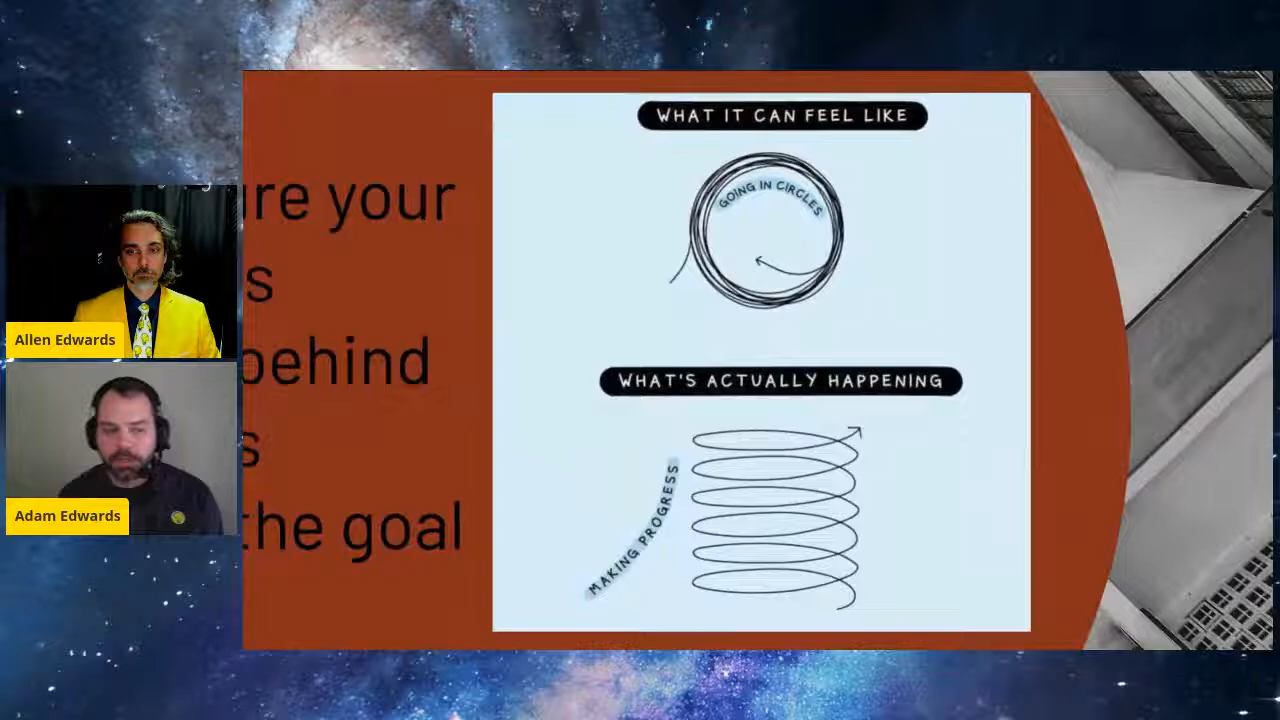 WHAT IT CAN FEEL LIKE
GOING IN CIRCLES
your
behind
the goal
WHAT'S ACTUALLY HAPPENING
MAKING PROGRESS
Allen Edwards
Adam Edwards